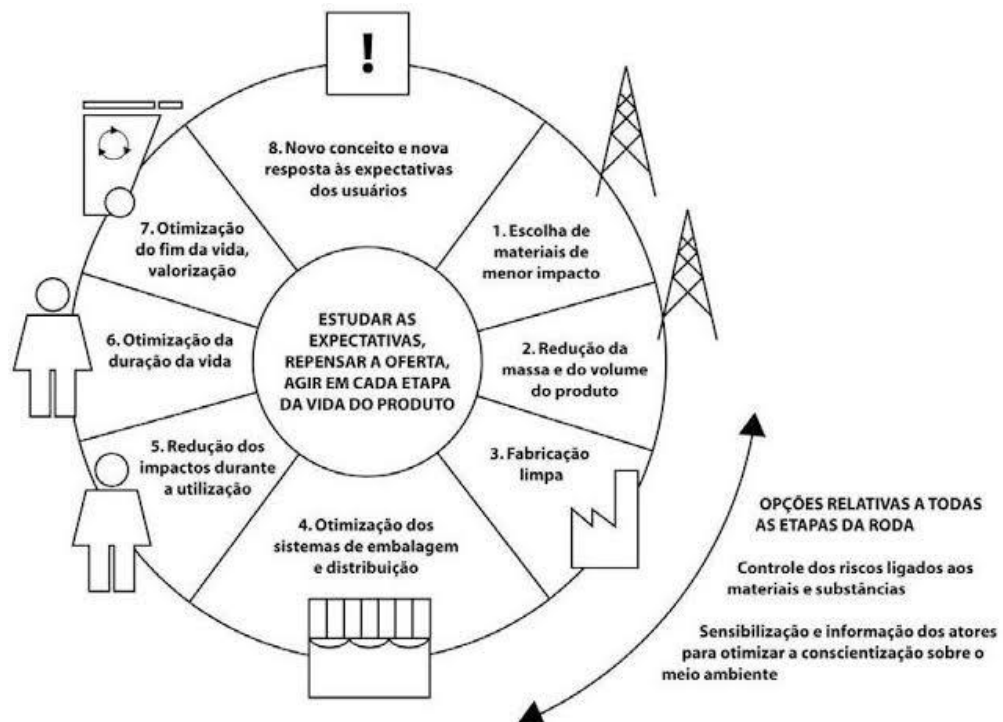 !
8. Novo conceito e nova
resposta às expectativas
dos usuários
1. Escolha de
materiais de
menor impacto
2. Redução da
massa e do volume
do produto
3. Fabricação
limpa
4. Otimização dos
sistemas de embalagem
e distribuição
5. Redução dos
impactos durante
a utilização
6. Otimização da
duração da vida
7. Otimização
do fim da vida,
valorização
ESTUDAR AS
EXPECTATIVAS,
REPENSAR A OFERTA,
AGIR EM CADA ETAPA
DA VIDA DO PRODUTO
OPÇÕES RELATIVAS A TODAS
AS ETAPAS DA RODA
Controle dos riscos ligados aos
materiais e substâncias
Sensibilização e informação dos atores
para otimizar a conscientização sobre o
meio ambiente